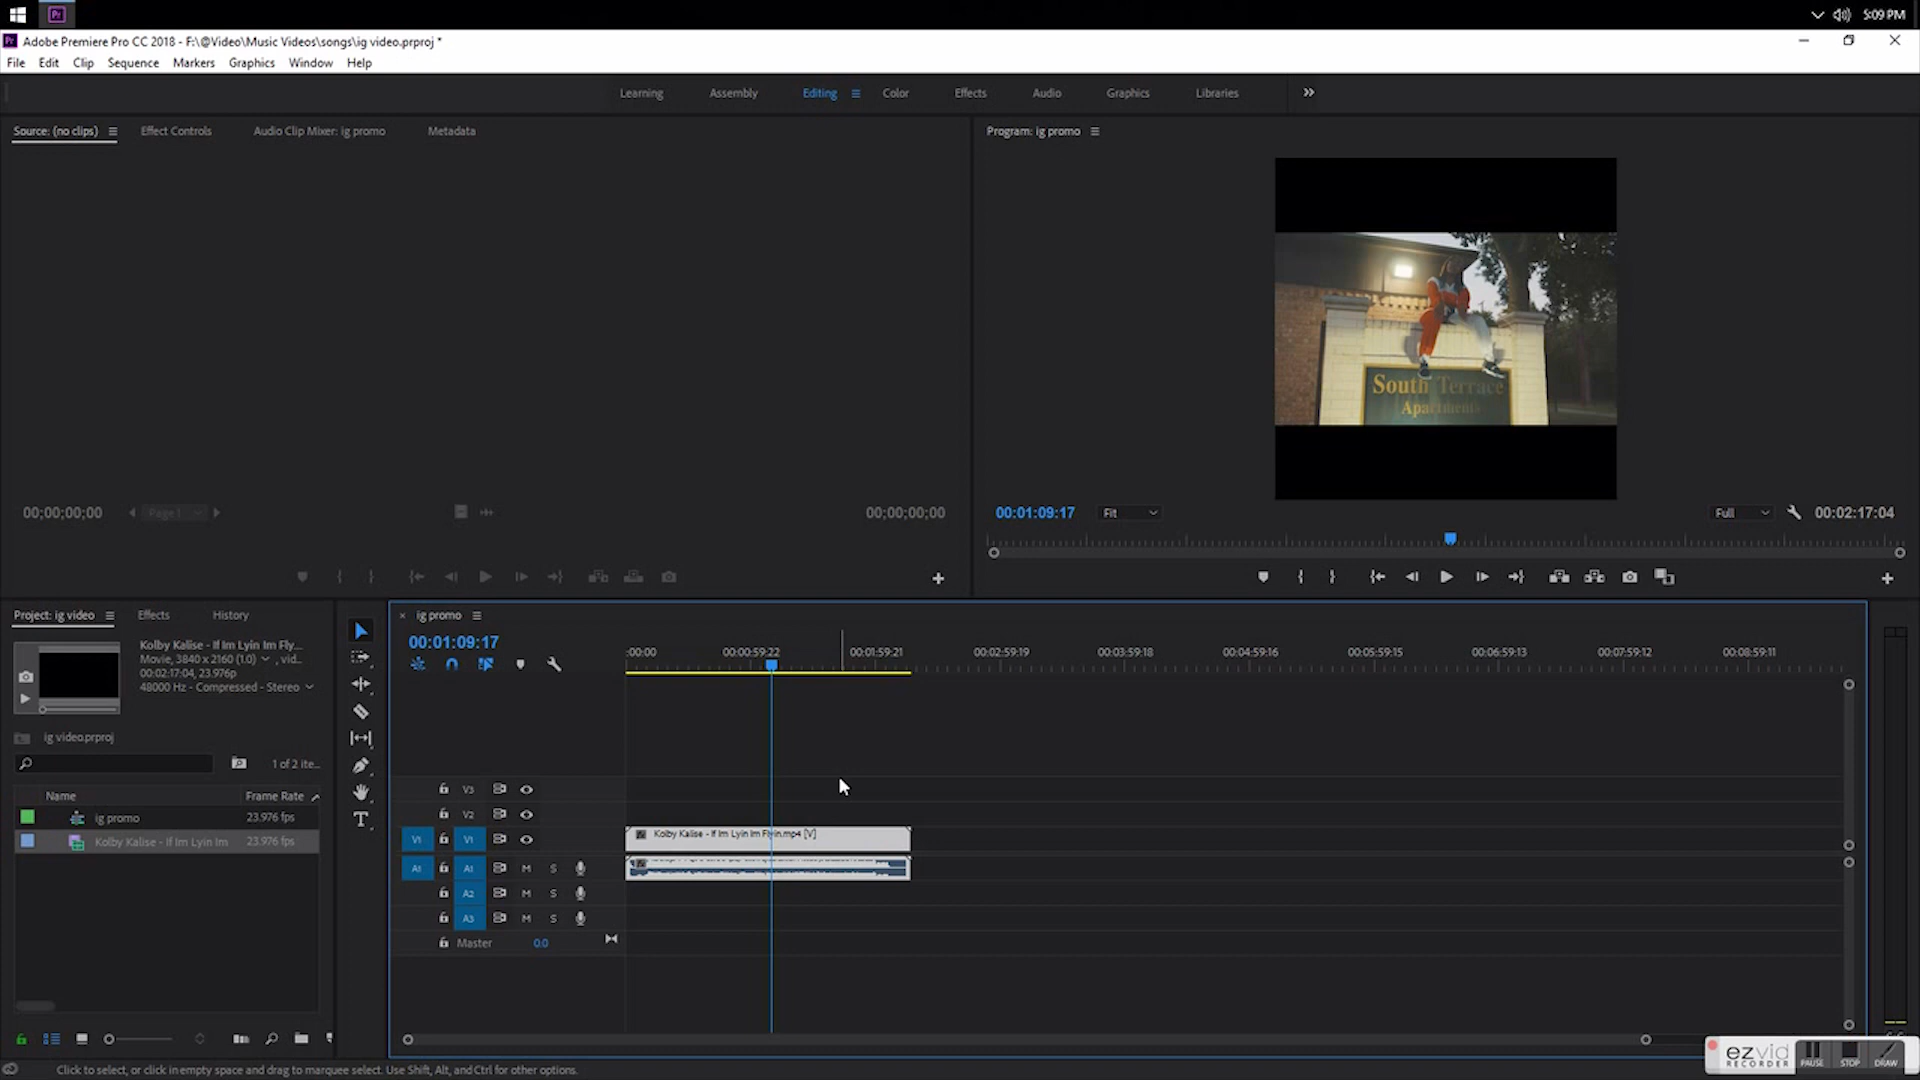 5:09 PM
Adobe Premiere Pro CC 2018 - F:\@Video\Music Videos\songs\ig video.prproj *
File Edit Clip Sequence Markers Graphics Window Help
Learning Assembly Editing Color Effects Audio Graphics Libraries
Source: (no clips) Effect Controls Audio Clip Mixer: ig promo Metadata
Program: ig promo
South Terrace
Apartments
00;00;00;00 Page 1 00;00;00;00
00:01:09:17 Fit Full 00:02:17:04
Project: ig video Effects History
Kolby Kalise - If Im Lyin Im Fly...
Movie, 3840 x 2160 (1.0) , vid...
00:02:17:04, 23.976p
48000 Hz - Compressed - Stereo
ig video.prproj
1 of 2 ite...
Name Frame Rate
ig promo 23.976 fps
Kolby Kalise - If Im Lyin Im 23.976 fps
ig promo
00:01:09:17
:00:00 00:00:59:22 00:01:59:21 00:02:59:19 00:03:59:18 00:04:59:16 00:05:59:15 00:06:59:13 00:07:59:12 00:08:59:11
V3
V2
V1 V1 Kolby Kalise - If Im Lyin Im Flyin.mp4 [V]
A1 A1 M S
A2 M S
A3 M S
Master 0.0
Click to select, or click in empty space and drag to marquee select. Use Shift, Alt, and Ctrl for other options.
ezvid
RECORDER
PAUSE STOP DRAW